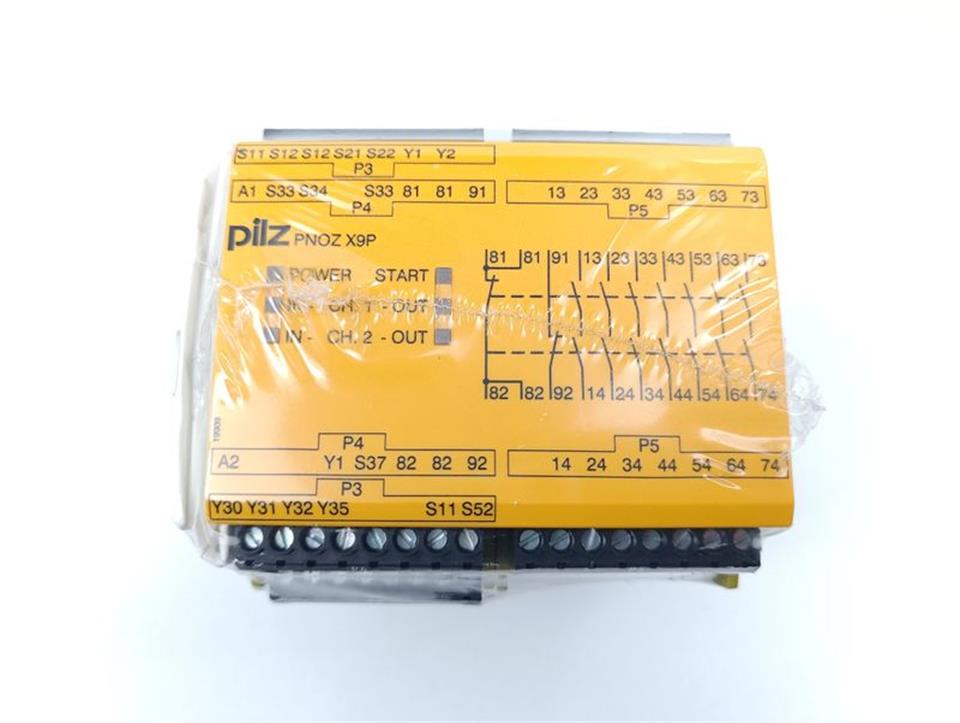 S11 S12 S12 S21 S22 Y1 Y2
P3
A1 S33 S34 S33 81 81 91 13 23 33 43 53 63 73
P4 P5
pilz PNOZ X9P
81 81 91 13 23 33 43 53 63 73
POWER START
IN - CH. 1 - OUT
IN - CH. 2 - OUT
82 82 92 14 24 34 44 54 64 74
P4 P5
A2 Y1 S37 82 82 92 14 24 34 44 54 64 74
P3
Y30 Y31 Y32 Y35 S11 S52